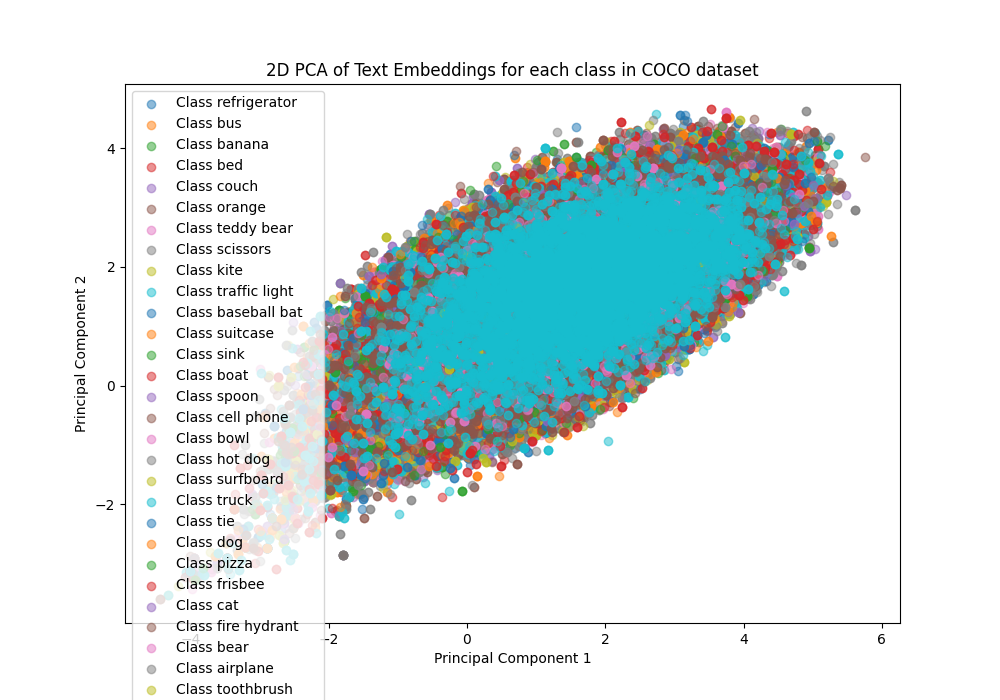 2D PCA of Text Embeddings for each class in COCO dataset
Principal Component 2
4
2
0
−2
Class refrigerator
Class bus
Class banana
Class bed
Class couch
Class orange
Class teddy bear
Class scissors
Class kite
Class traffic light
Class baseball bat
Class suitcase
Class sink
Class boat
Class spoon
Class cell phone
Class bowl
Class hot dog
Class surfboard
Class truck
Class tie
Class dog
Class pizza
Class frisbee
Class cat
Class fire hydrant
Class bear
Class airplane
Class toothbrush
−4
−2
0
2
4
6
Principal Component 1